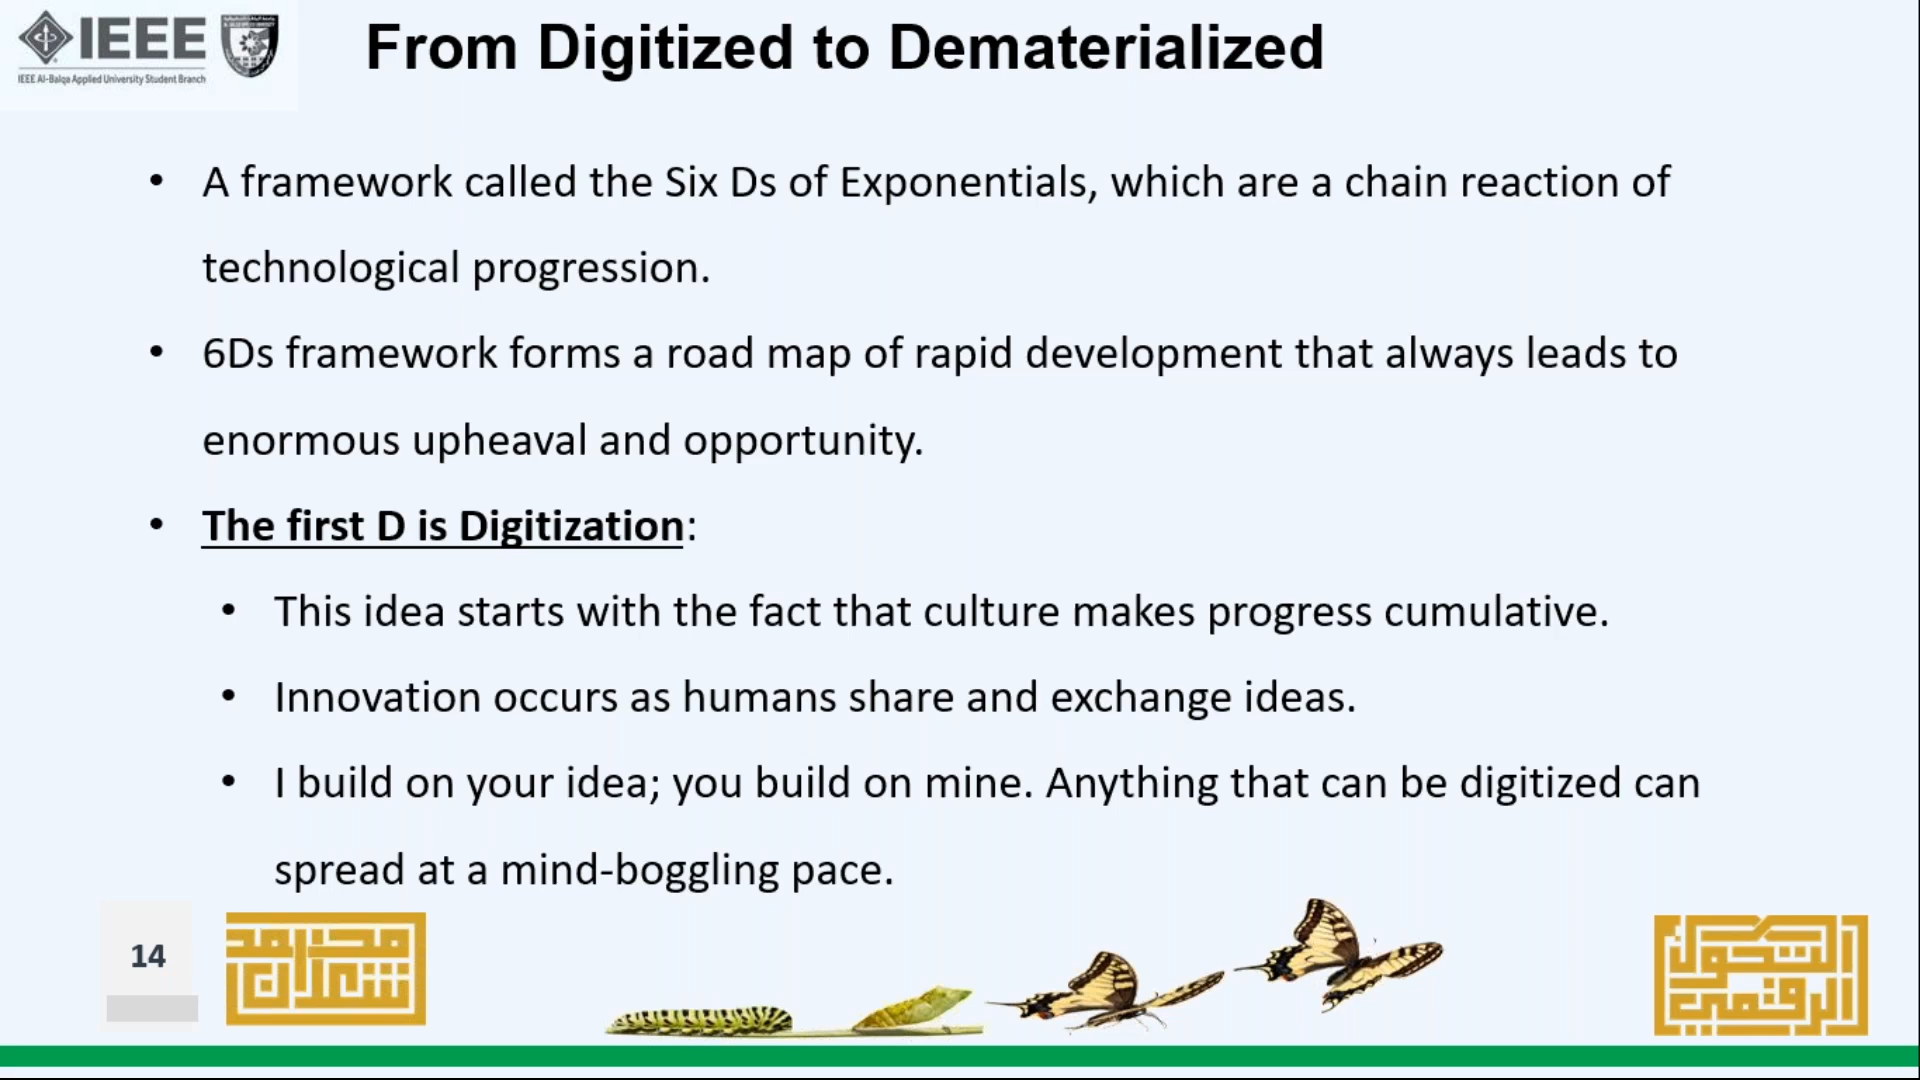 IEEE
IEEE Al-Balqa Applied University Student Branch
From Digitized to Dematerialized
• A framework called the Six Ds of Exponentials, which are a chain reaction of
technological progression.
• 6Ds framework forms a road map of rapid development that always leads to
enormous upheaval and opportunity.
• The first D is Digitization:
• This idea starts with the fact that culture makes progress cumulative.
• Innovation occurs as humans share and exchange ideas.
• I build on your idea; you build on mine. Anything that can be digitized can
spread at a mind-boggling pace.
14
التحول
الرقمي